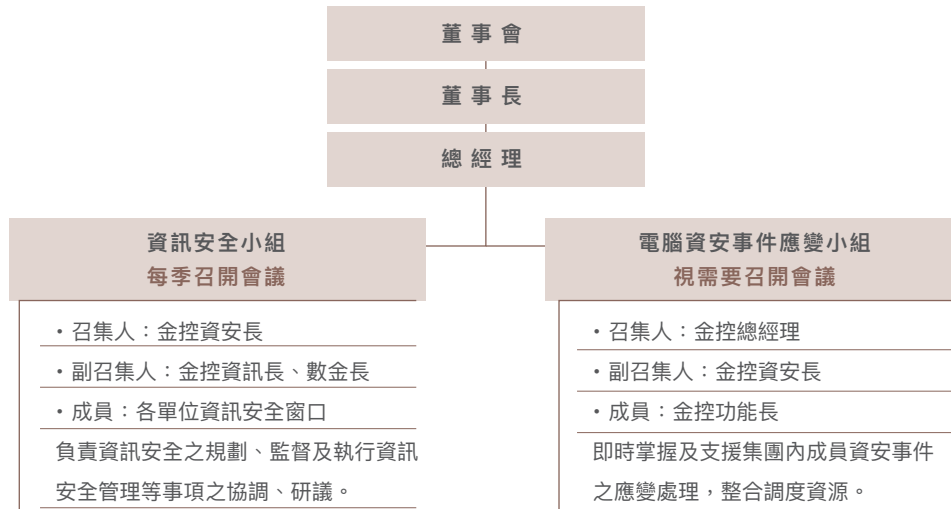 董事會
董事長
總經理
資訊安全小組
每季召開會議
・召集人：金控資安長
・副召集人：金控資訊長、數金長
・成員：各單位資訊安全窗口
負責資訊安全之規劃、監督及執行資訊
安全管理等事項之協調、研議。
電腦資安事件應變小組
視需要召開會議
・召集人：金控總經理
・副召集人：金控資安長
・成員：金控功能長
即時掌握及支援集團內成員資安事件
之應變處理，整合調度資源。